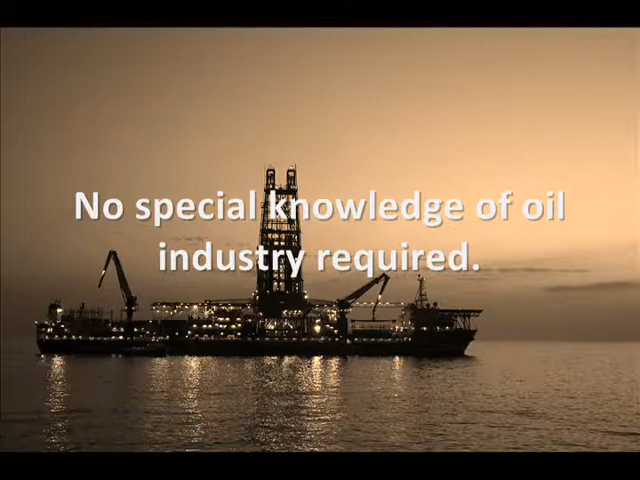 No special knowledge of oil
industry required.